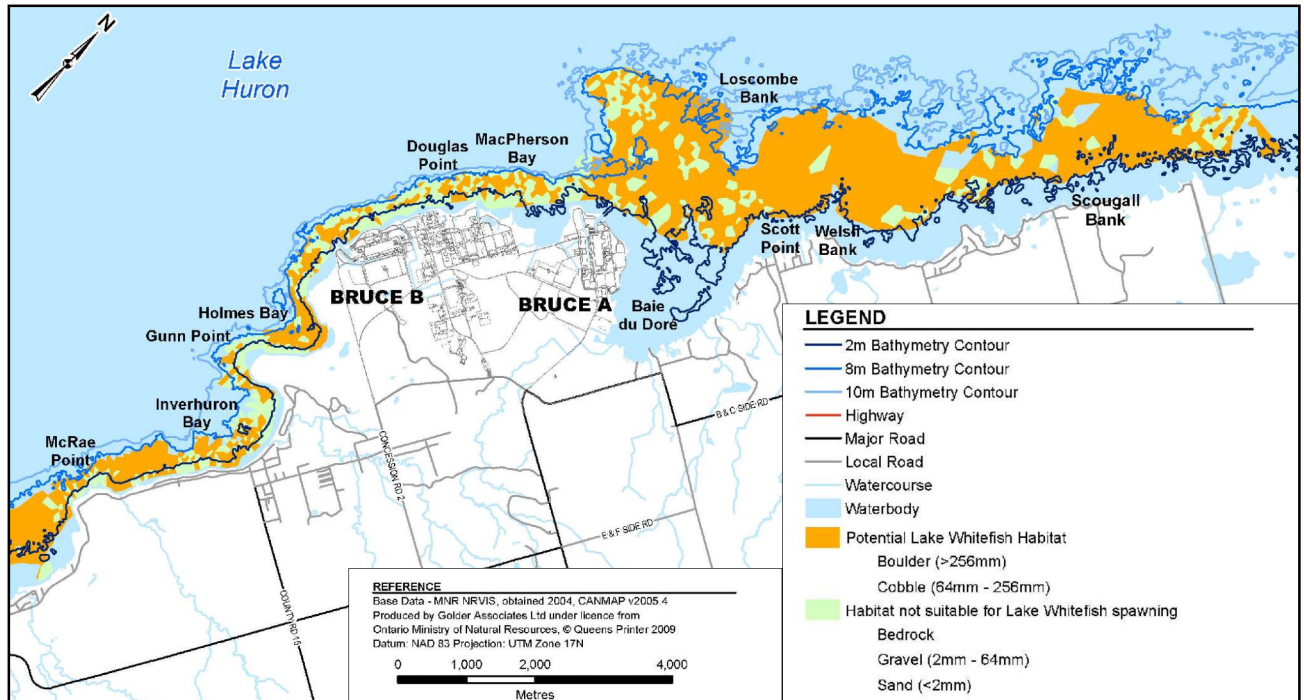 N
Lake
Huron
Loscombe
Bank
MacPherson
Bay
Douglas
Point
Scougall
Bank
Scott
Point
Welsh
Bank
BRUCE B
BRUCE A
Baie
du Doré
Holmes Bay
Gunn Point
Inverhuron
Bay
McRae
Point
B & C SIDE RD
CONCESSION RD 2
E & F SIDE RD
COUNTY RD 15
LEGEND
2m Bathymetry Contour
8m Bathymetry Contour
10m Bathymetry Contour
Highway
Major Road
Local Road
Watercourse
Waterbody
Potential Lake Whitefish Habitat
Boulder (>256mm)
Cobble (64mm - 256mm)
Habitat not suitable for Lake Whitefish spawning
Bedrock
Gravel (2mm - 64mm)
Sand (<2mm)
REFERENCE
Base Data - MNR NRVIS, obtained 2004, CANMAP v2005.4
Produced by Golder Associates Ltd under licence from
Ontario Ministry of Natural Resources, © Queens Printer 2009
Datum: NAD 83 Projection: UTM Zone 17N
0 1,000 2,000 4,000
Metres